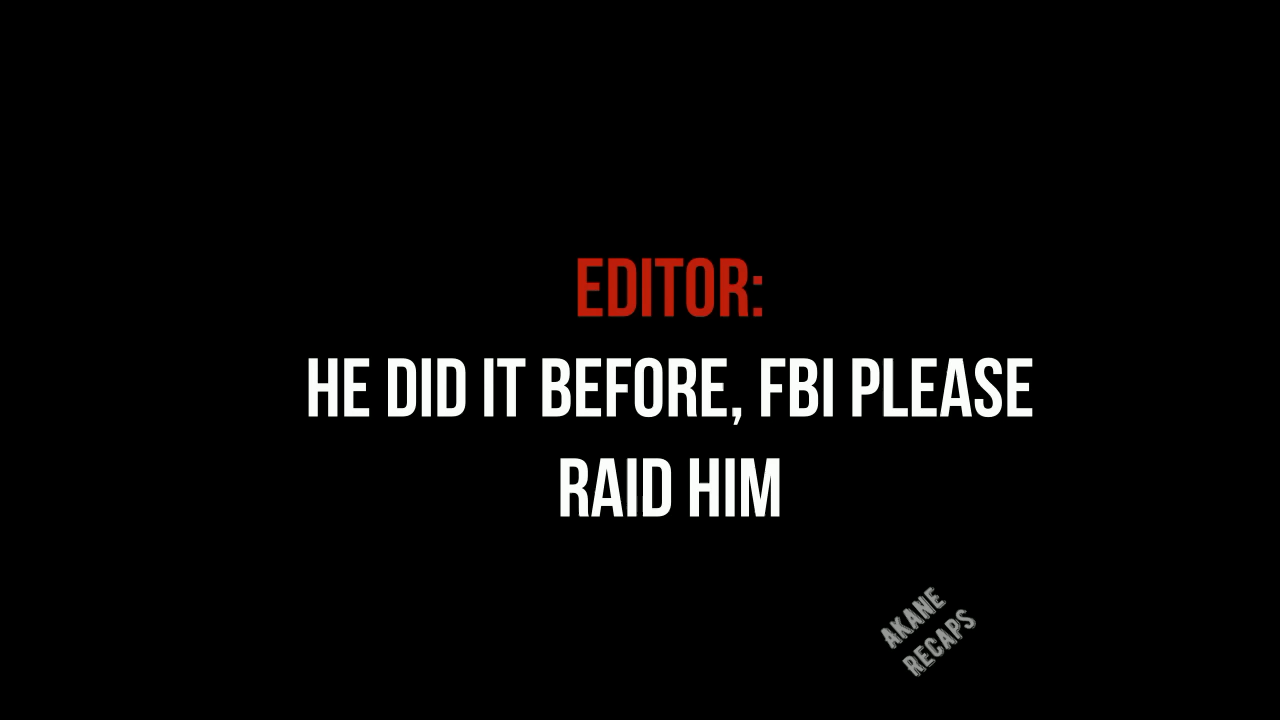 EDITOR:
HE DID IT BEFORE, FBI PLEASE
RAID HIM
AKANE
RECAPS